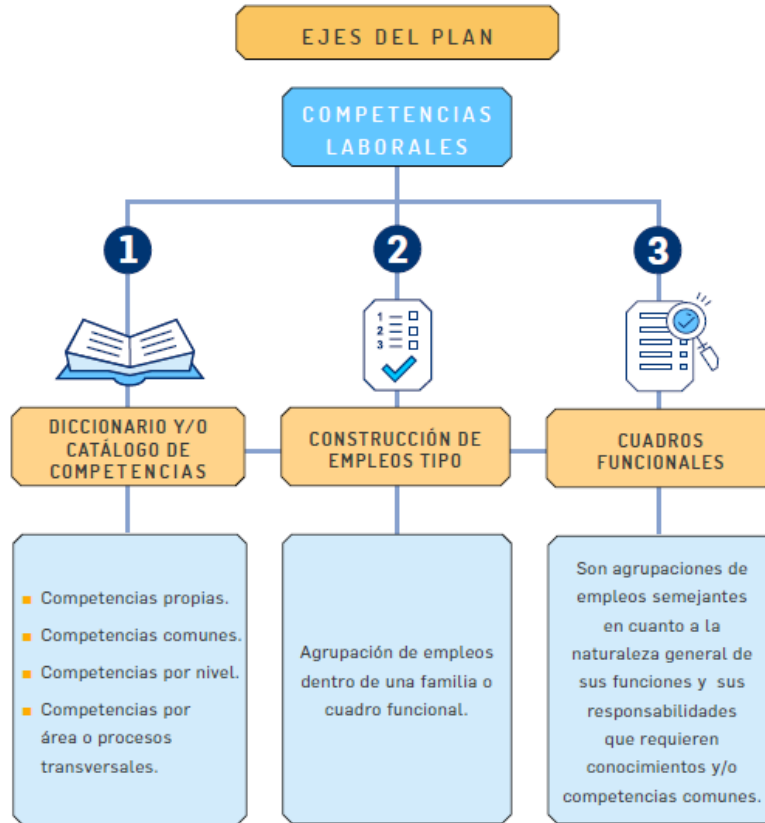 EJES DEL PLAN
COMPETENCIAS
LABORALES
1
2
3
1
2
3
DICCIONARIO Y/O
CATÁLOGO DE
COMPETENCIAS
CONSTRUCCIÓN DE
EMPLEOS TIPO
CUADROS
FUNCIONALES
Competencias propias.
Competencias comunes.
Competencias por nivel.
Competencias por
área o procesos
transversales.
Agrupación de empleos
dentro de una familia o
cuadro funcional.
Son agrupaciones de
empleos semejantes
en cuanto a la
naturaleza general de
sus funciones y sus
responsabilidades
que requieren
conocimientos y/o
competencias comunes.